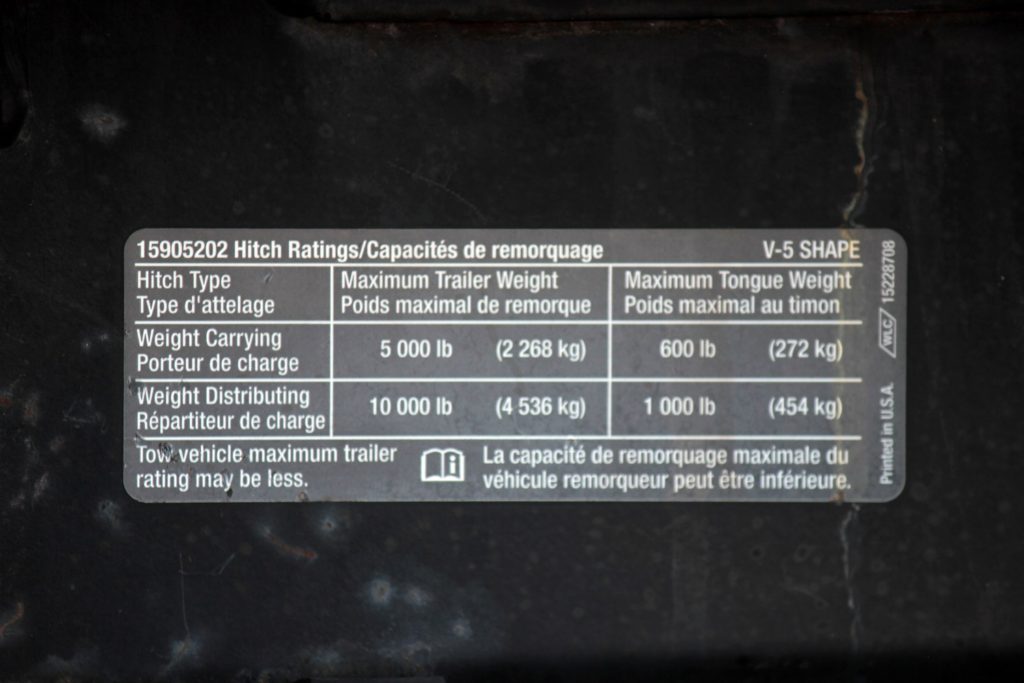 15905202 Hitch Ratings/Capacités de remorquage V-5 SHAPE
Hitch Type
Type d'attelage
Maximum Trailer Weight
Poids maximal de remorque
Maximum Tongue Weight
Poids maximal au timon
Weight Carrying
Porteur de charge
5 000 lb (2 268 kg) 600 lb (272 kg)
Weight Distributing
Répartiteur de charge
10 000 lb (4 536 kg) 1 000 lb (454 kg)
Tow vehicle maximum trailer
rating may be less.
La capacité de remorquage maximale du
véhicule remorqueur peut être inférieure.
Printed in U.S.A. WLC 15228708